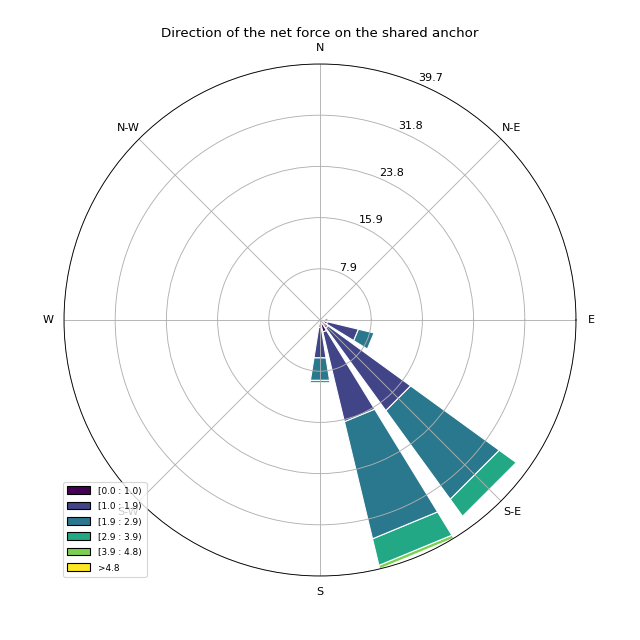 Direction of the net force on the shared anchor
N
39.7
N-W
31.8
N-E
23.8
15.9
7.9
W
E
[0.0 : 1.0)
[1.0 : 1.9)
S-W
S-E
[1.9 : 2.9)
[2.9 : 3.9)
[3.9 : 4.8)
>4.8
S